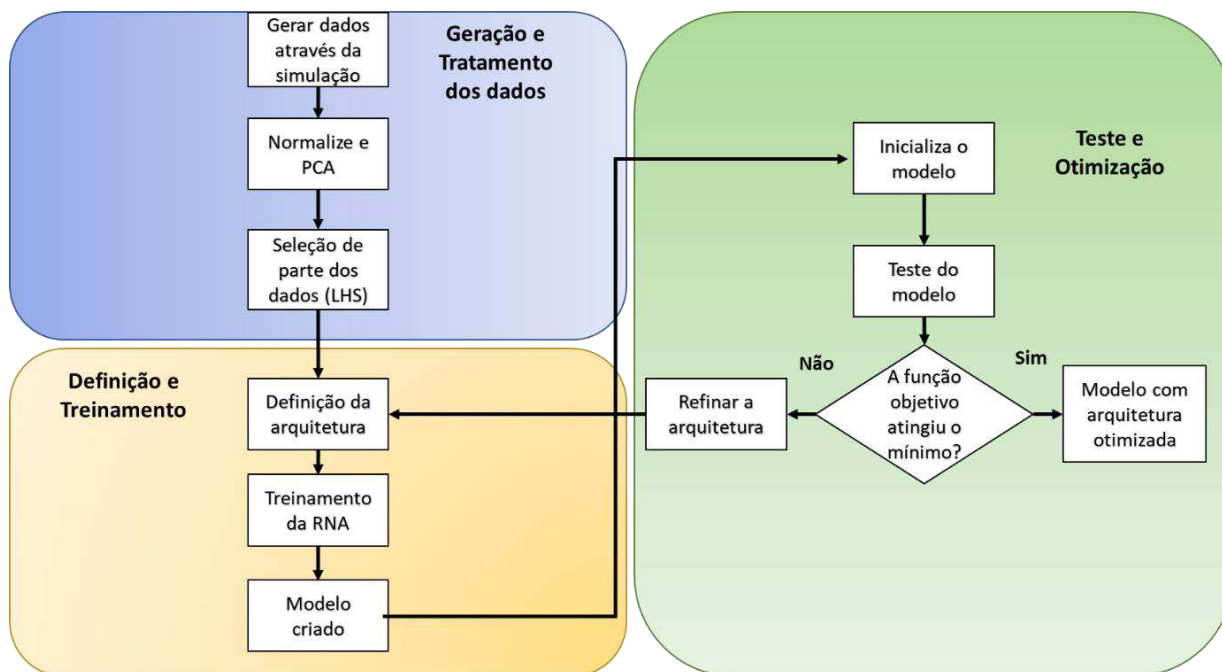 Gerar dados
através da
simulação
Geração e
Tratamento
dos dados
Normalize e
PCA
Seleção de
parte dos
dados (LHS)
Definição e
Treinamento
Definição da
arquitetura
Treinamento
da RNA
Modelo
criado
Teste e
Otimização
Inicializa o
modelo
Teste do
modelo
A função
objetivo
atingiu o
mínimo?
Não
Sim
Refinar a
arquitetura
Modelo com
arquitetura
otimizada